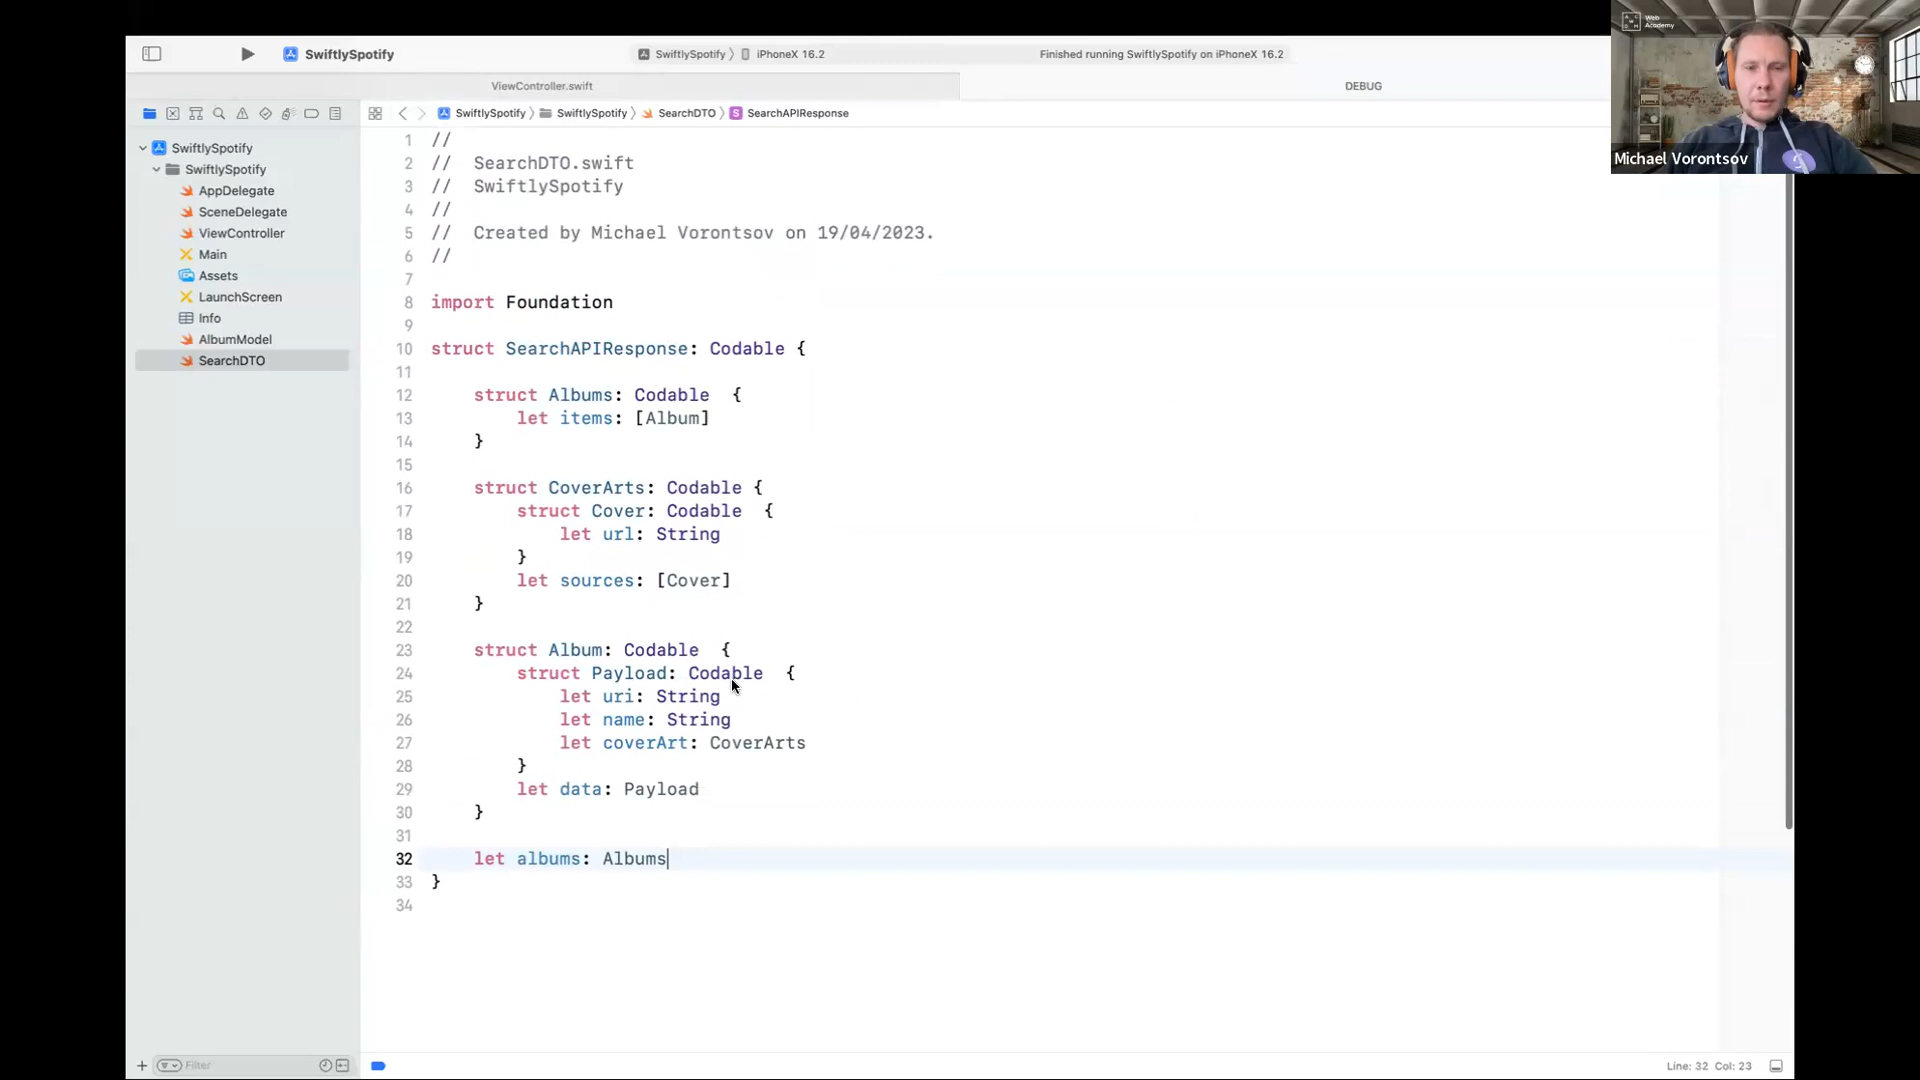 SwiftlySpotify
SwiftlySpotify 〉 iPhoneX 16.2
Finished running SwiftlySpotify on iPhoneX 16.2
Web
Academy
Michael Vorontsov
ViewController.swift
DEBUG
SwiftlySpotify 〉 SwiftlySpotify 〉 SearchDTO 〉 S SearchAPIResponse
SwiftlySpotify
SwiftlySpotify
AppDelegate
SceneDelegate
ViewController
Main
Assets
LaunchScreen
Info
AlbumModel
SearchDTO
1 //
2 // SearchDTO.swift
3 // SwiftlySpotify
4 //
5 // Created by Michael Vorontsov on 19/04/2023.
6 //
7
8 import Foundation
9
10 struct SearchAPIResponse: Codable {
11
12 struct Albums: Codable  {
13 let items: [Album]
14 }
15
16 struct CoverArts: Codable {
17 struct Cover: Codable  {
18 let url: String
19 }
20 let sources: [Cover]
21 }
22
23 struct Album: Codable  {
24 struct Payload: Codable  {
25 let uri: String
26 let name: String
27 let coverArt: CoverArts
28 }
29 let data: Payload
30 }
31
32 let albums: Albums
33 }
34
Filter
Line: 32 Col: 23